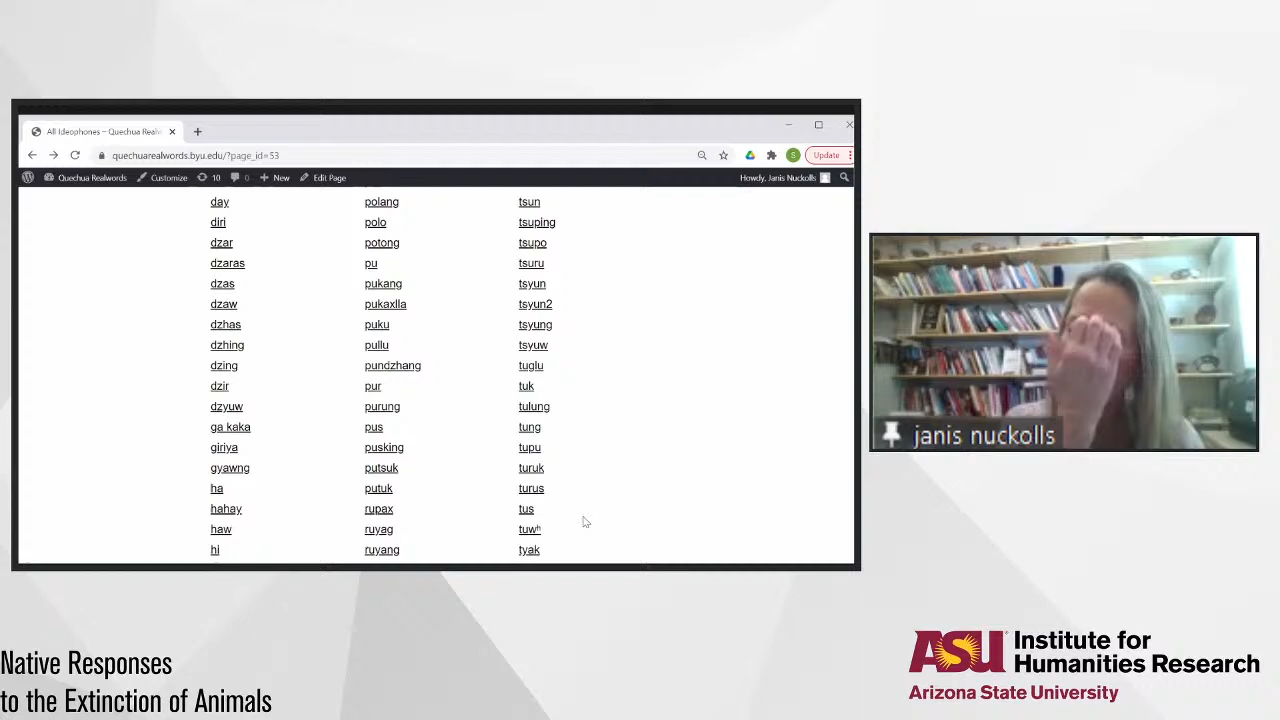 All Ideophones – Quechua Realw
quechuarealwords.byu.edu/?page_id=53
Update
Quechua Realwords
Customize
10
0
New
Edit Page
Howdy, Janis Nuckolls
day
diri
dzar
dzaras
dzas
dzaw
dzhas
dzhing
dzing
dzir
dzyuw
ga kaka
giriya
gyawng
ha
hahay
haw
hi
polang
polo
potong
pu
pukang
pukaxlla
puku
pullu
pundzhang
pur
purung
pus
pusking
putsuk
putuk
rupax
ruyag
ruyang
tsun
tsuping
tsupo
tsuru
tsyun
tsyun2
tsyung
tsyuw
tuglu
tuk
tulung
tung
tupu
turuk
turus
tus
tuwʰ
tyak
S
janis nuckolls
Native Responses
to the Extinction of Animals
ASU Institute for
Humanities Research
Arizona State University